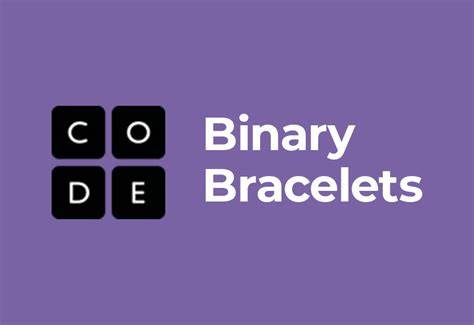 C O
D E
Binary
Bracelets